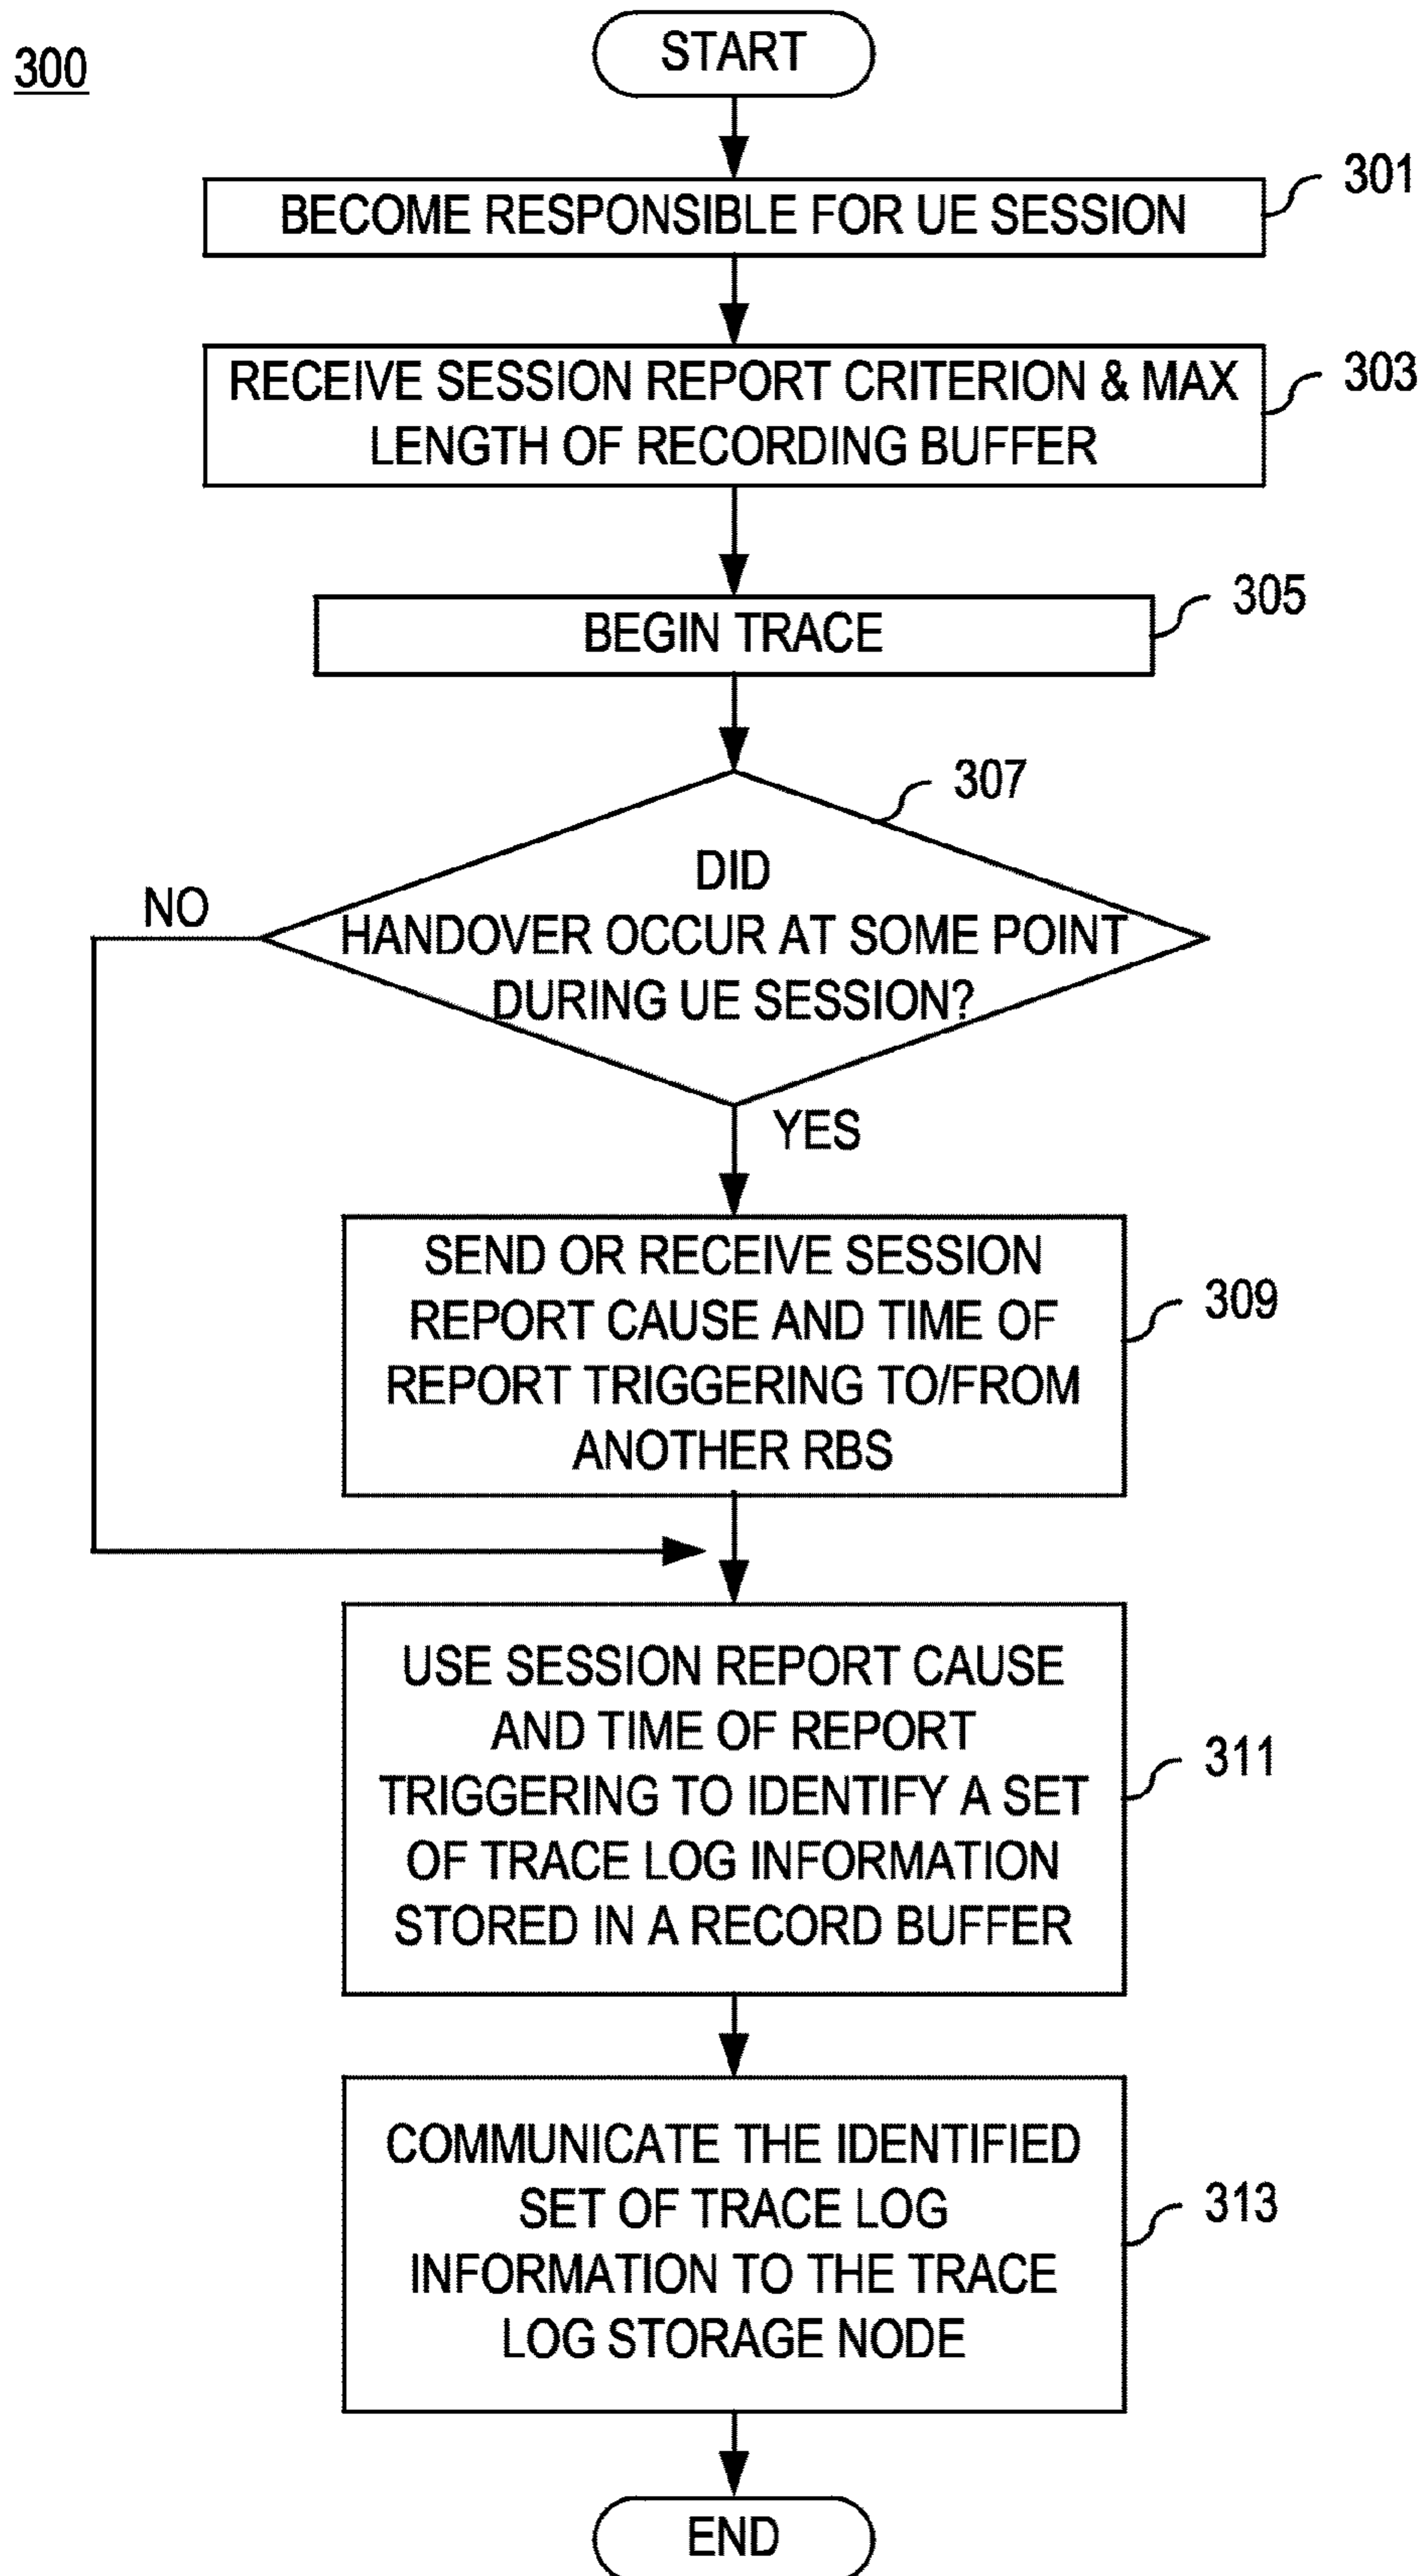 300
START
BECOME RESPONSIBLE FOR UE SESSION
301
RECEIVE SESSION REPORT CRITERION & MAX
LENGTH OF RECORDING BUFFER
303
BEGIN TRACE
305
307
DID
HANDOVER OCCUR AT SOME POINT
DURING UE SESSION?
NO
YES
SEND OR RECEIVE SESSION
REPORT CAUSE AND TIME OF
REPORT TRIGGERING TO/FROM
ANOTHER RBS
309
USE SESSION REPORT CAUSE
AND TIME OF REPORT
TRIGGERING TO IDENTIFY A SET
OF TRACE LOG INFORMATION
STORED IN A RECORD BUFFER
311
COMMUNICATE THE IDENTIFIED
SET OF TRACE LOG
INFORMATION TO THE TRACE
LOG STORAGE NODE
313
END